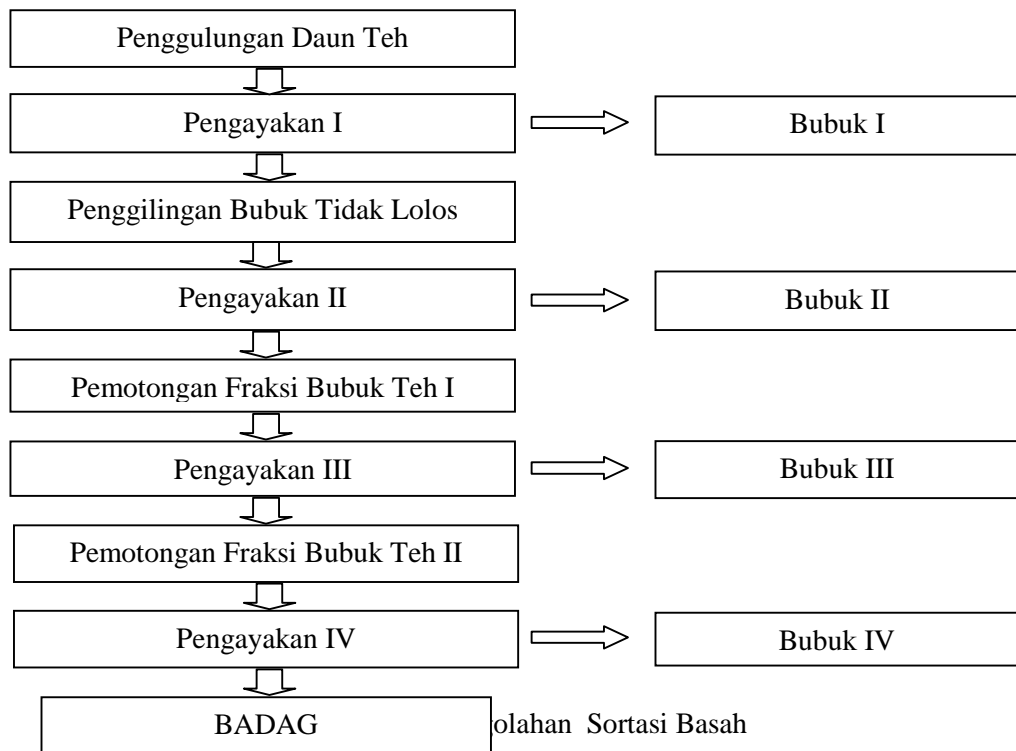 Penggulungan Daun Teh
Pengayakan I
Bubuk I
Penggilingan Bubuk Tidak Lolos
Pengayakan II
Bubuk II
Pemotongan Fraksi Bubuk Teh I
Pengayakan III
Bubuk III
Pemotongan Fraksi Bubuk Teh II
Pengayakan IV
Bubuk IV
BADAG
olahan Sortasi Basah